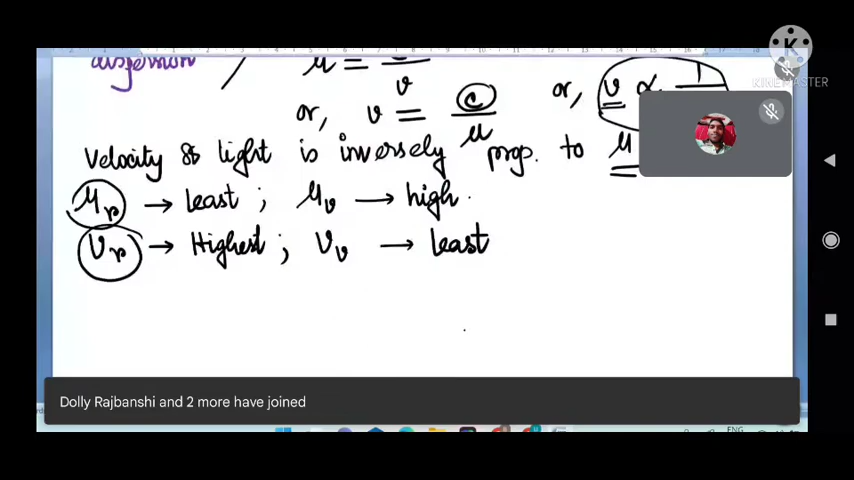 dispersion
μ =
v
or, v = c / μ
or, v ∝ 1
Velocity of light is inversely prop. to μ
μr → least ; μv → high.
Vr → Highest ; Vv → least
Dolly Rajbanshi and 2 more have joined
ENG
K
KINEMASTER